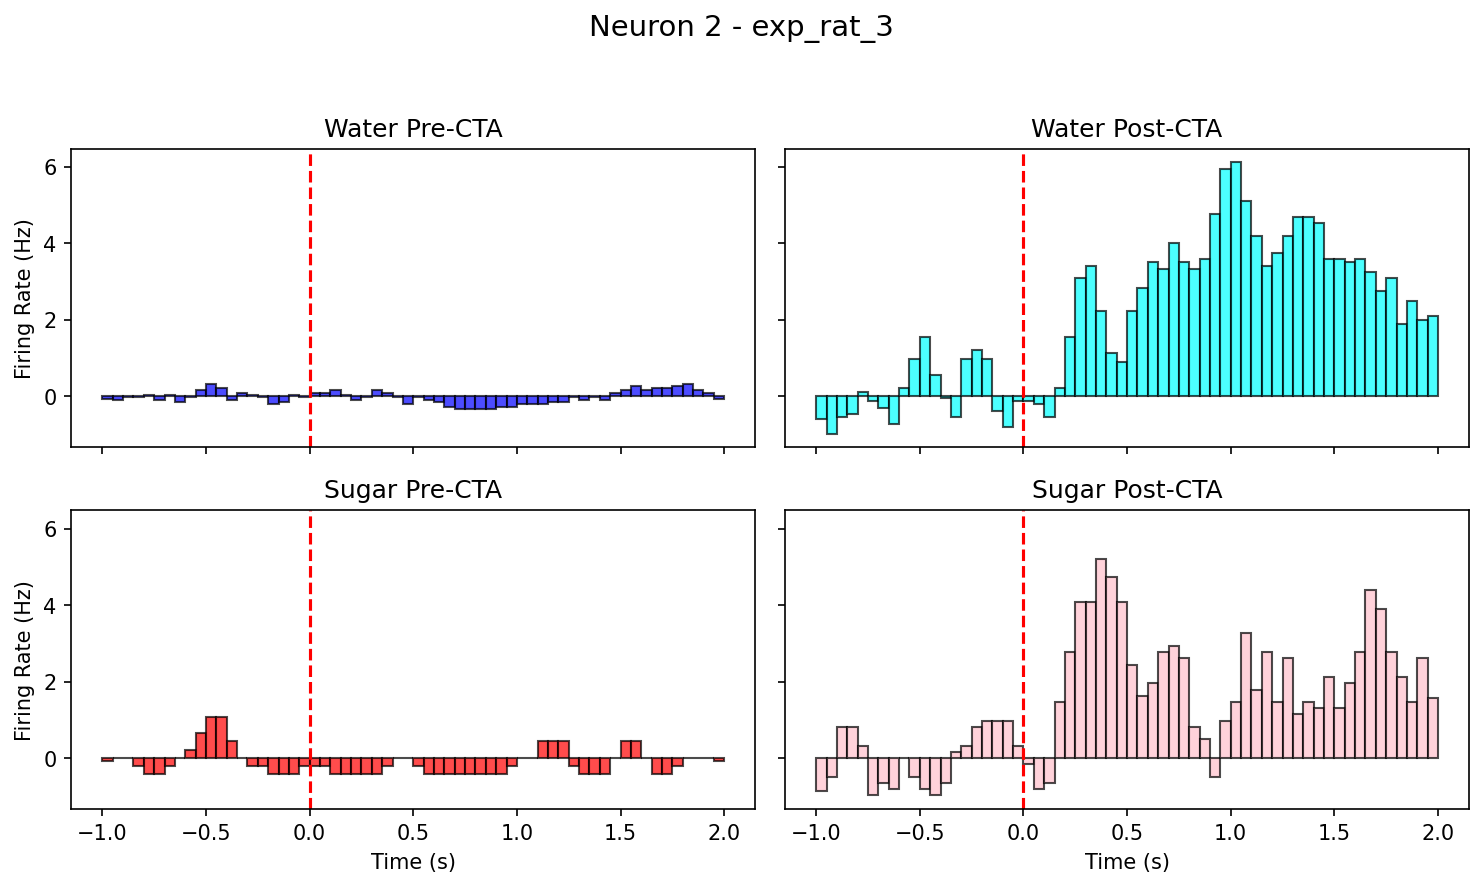 Neuron 2 - exp_rat_3
Water Pre-CTA
Water Post-CTA
Firing Rate (Hz)
6
4
2
0
Sugar Pre-CTA
Sugar Post-CTA
Firing Rate (Hz)
6
4
2
0
−1.0 −0.5 0.0 0.5 1.0 1.5 2.0
−1.0 −0.5 0.0 0.5 1.0 1.5 2.0
Time (s)
Time (s)